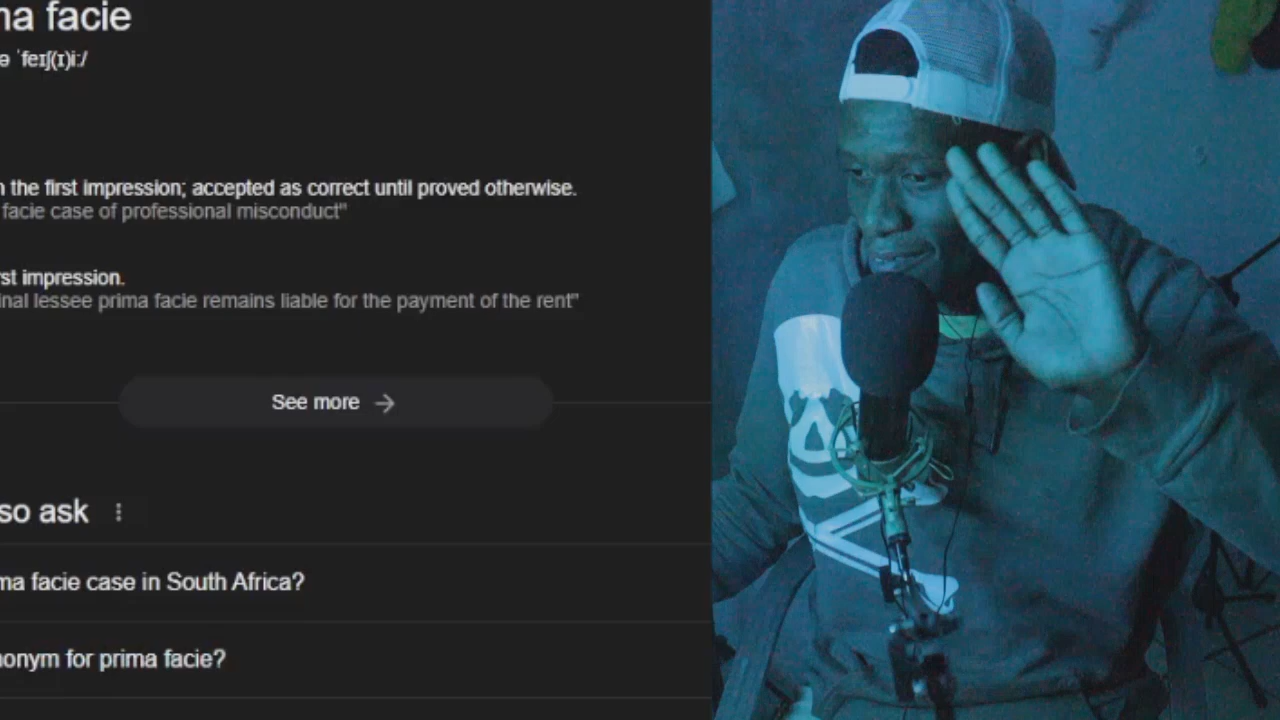 na facie
ə ˈfeɪʃ(ɪ)iː/
n the first impression; accepted as correct until proved otherwise.
facie case of professional misconduct"
rst impression.
inal lessee prima facie remains liable for the payment of the rent"
See more →
so ask
ma facie case in South Africa?
nonym for prima facie?